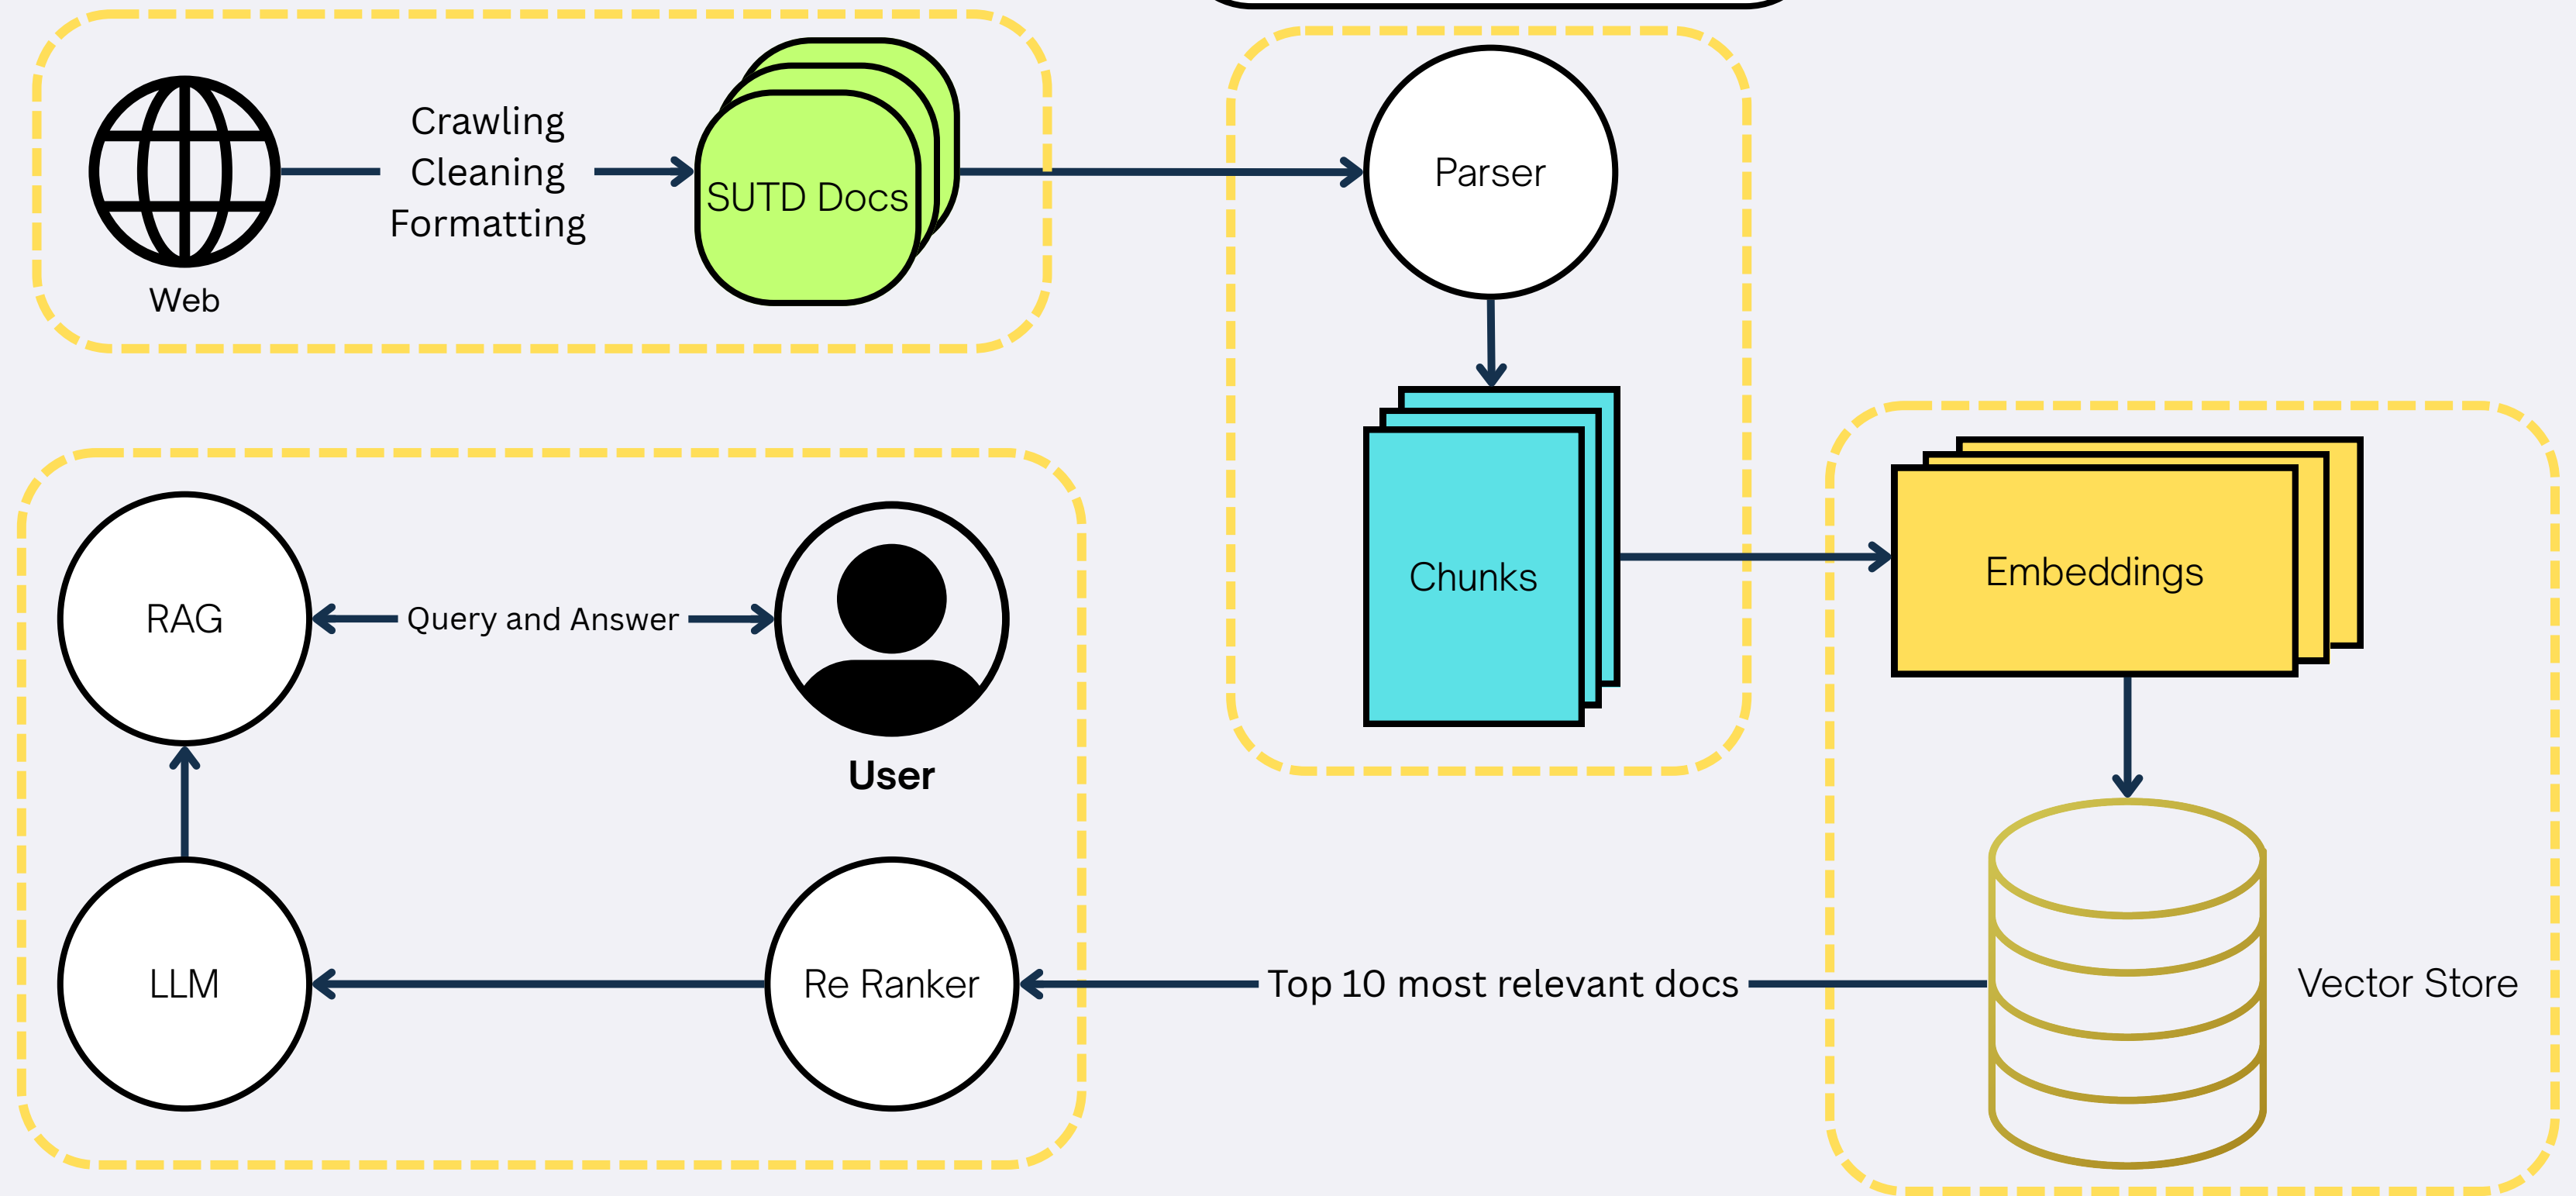 Crawling
Cleaning
Formatting
Web
SUTD Docs
Parser
Chunks
Embeddings
RAG
Query and Answer
User
LLM
Re Ranker
Top 10 most relevant docs
Vector Store